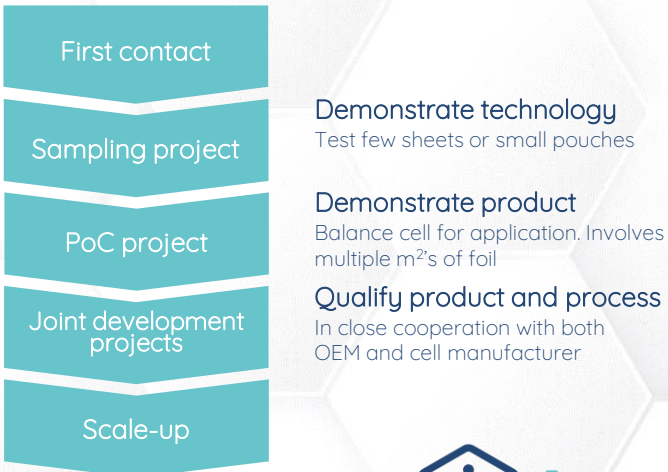 First contact
Sampling project
Demonstrate technology
Test few sheets or small pouches
PoC project
Demonstrate product
Balance cell for application. Involves
multiple m²'s of foil
Joint development
projects
Qualify product and process
In close cooperation with both
OEM and cell manufacturer
Scale-up